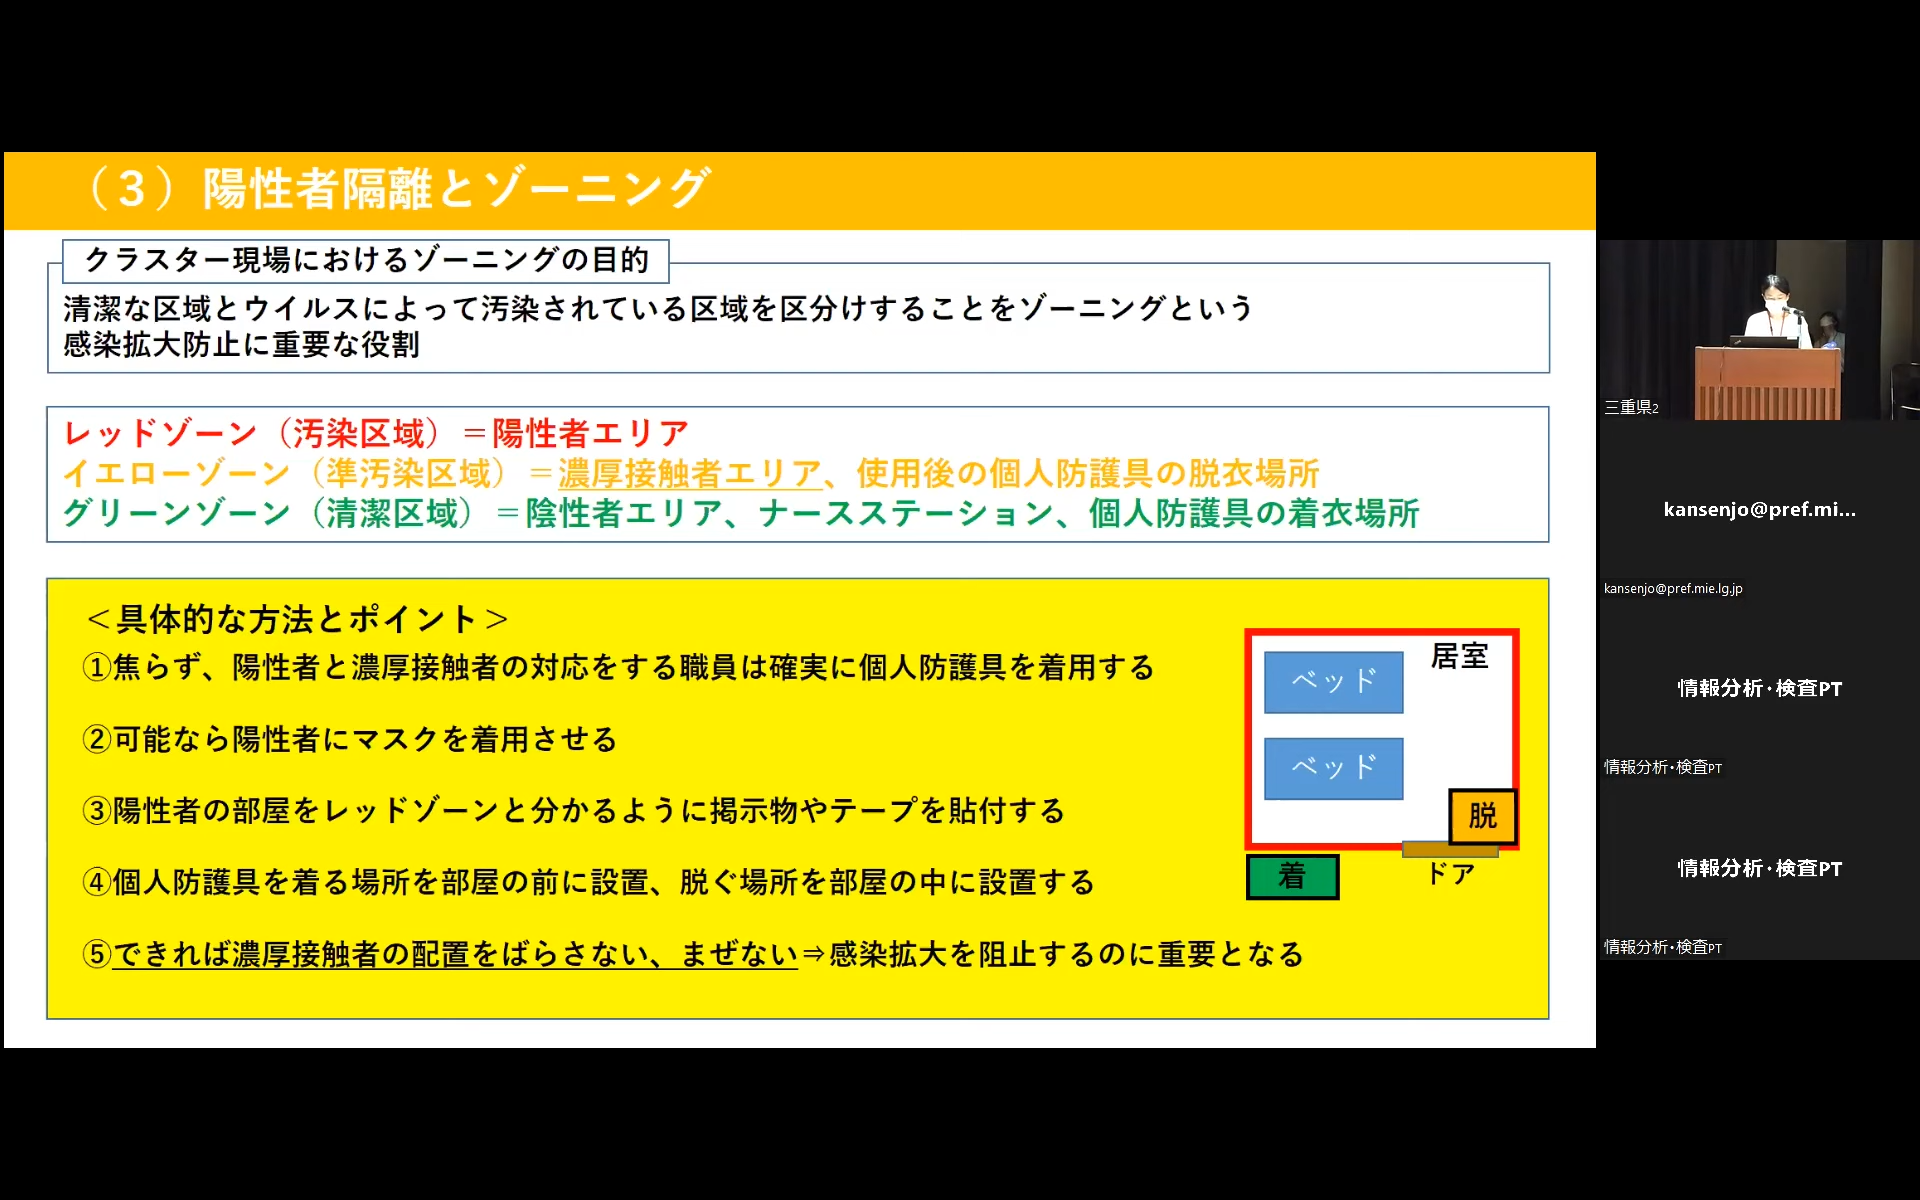 （３）陽性者隔離とゾーニング
クラスター現場におけるゾーニングの目的
清潔な区域とウイルスによって汚染されている区域を区分けすることをゾーニングという
感染拡大防止に重要な役割
レッドゾーン（汚染区域）＝陽性者エリア
イエローゾーン（準汚染区域）＝濃厚接触者エリア、使用後の個人防護具の脱衣場所
グリーンゾーン（清潔区域）＝陰性者エリア、ナースステーション、個人防護具の着衣場所
＜具体的な方法とポイント＞
①焦らず、陽性者と濃厚接触者の対応をする職員は確実に個人防護具を着用する
②可能なら陽性者にマスクを着用させる
③陽性者の部屋をレッドゾーンと分かるように掲示物やテープを貼付する
④個人防護具を着る場所を部屋の前に設置、脱ぐ場所を部屋の中に設置する
⑤できれば濃厚接触者の配置をばらさない、まぜない⇒感染拡大を阻止するのに重要となる
居室
ベッド
ベッド
脱
着
ドア
三重県2
kansenjo@pref.mi...
kansenjo@pref.mie.lg.jp
情報分析・検査PT
情報分析・検査PT
情報分析・検査PT
情報分析・検査PT